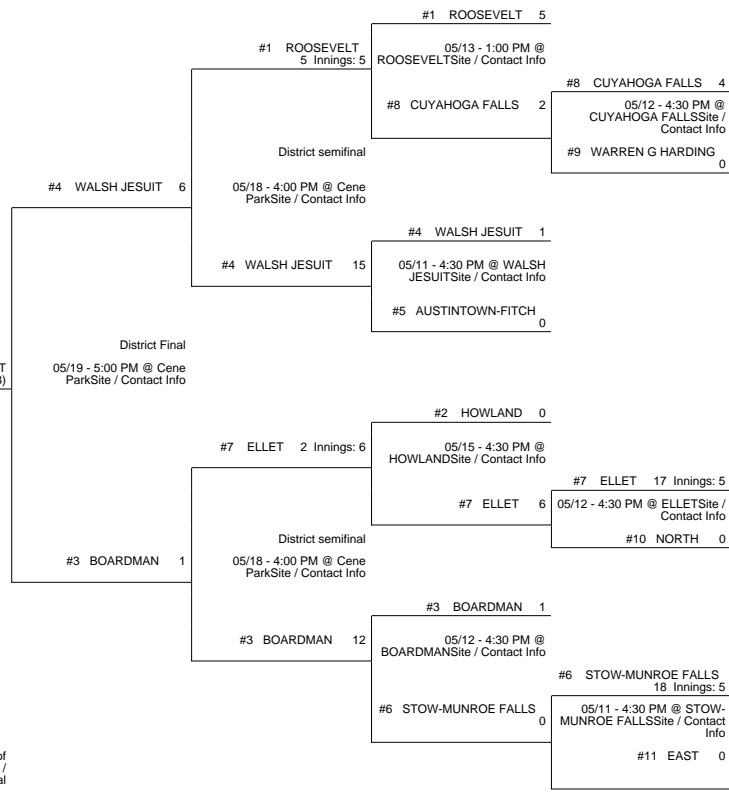 #1 ROOSEVELT 5
#1 ROOSEVELT
5 Innings: 5
05/13 - 1:00 PM @
ROOSEVELTSite / Contact Info
#8 CUYAHOGA FALLS 4
#8 CUYAHOGA FALLS 2
05/12 - 4:30 PM @
CUYAHOGA FALLSSite /
Contact Info
District semifinal
#9 WARREN G HARDING
0
#4 WALSH JESUIT 6
05/18 - 4:00 PM @ Cene
ParkSite / Contact Info
#4 WALSH JESUIT 1
#4 WALSH JESUIT 15
05/11 - 4:30 PM @ WALSH
JESUITSite / Contact Info
#5 AUSTINTOWN-FITCH
0
District Final
T
3)
05/19 - 5:00 PM @ Cene
ParkSite / Contact Info
#2 HOWLAND 0
#7 ELLET 2 Innings: 6
05/15 - 4:30 PM @
HOWLANDSite / Contact Info
#7 ELLET 17 Innings: 5
#7 ELLET 6
05/12 - 4:30 PM @ ELLETSite /
Contact Info
District semifinal
#10 NORTH 0
#3 BOARDMAN 1
05/18 - 4:00 PM @ Cene
ParkSite / Contact Info
#3 BOARDMAN 1
#3 BOARDMAN 12
05/12 - 4:30 PM @
BOARDMANSite / Contact Info
#6 STOW-MUNROE FALLS
18 Innings: 5
#6 STOW-MUNROE FALLS
0
05/11 - 4:30 PM @ STOW-
MUNROE FALLSSite / Contact
Info
#11 EAST 0
of
/
al